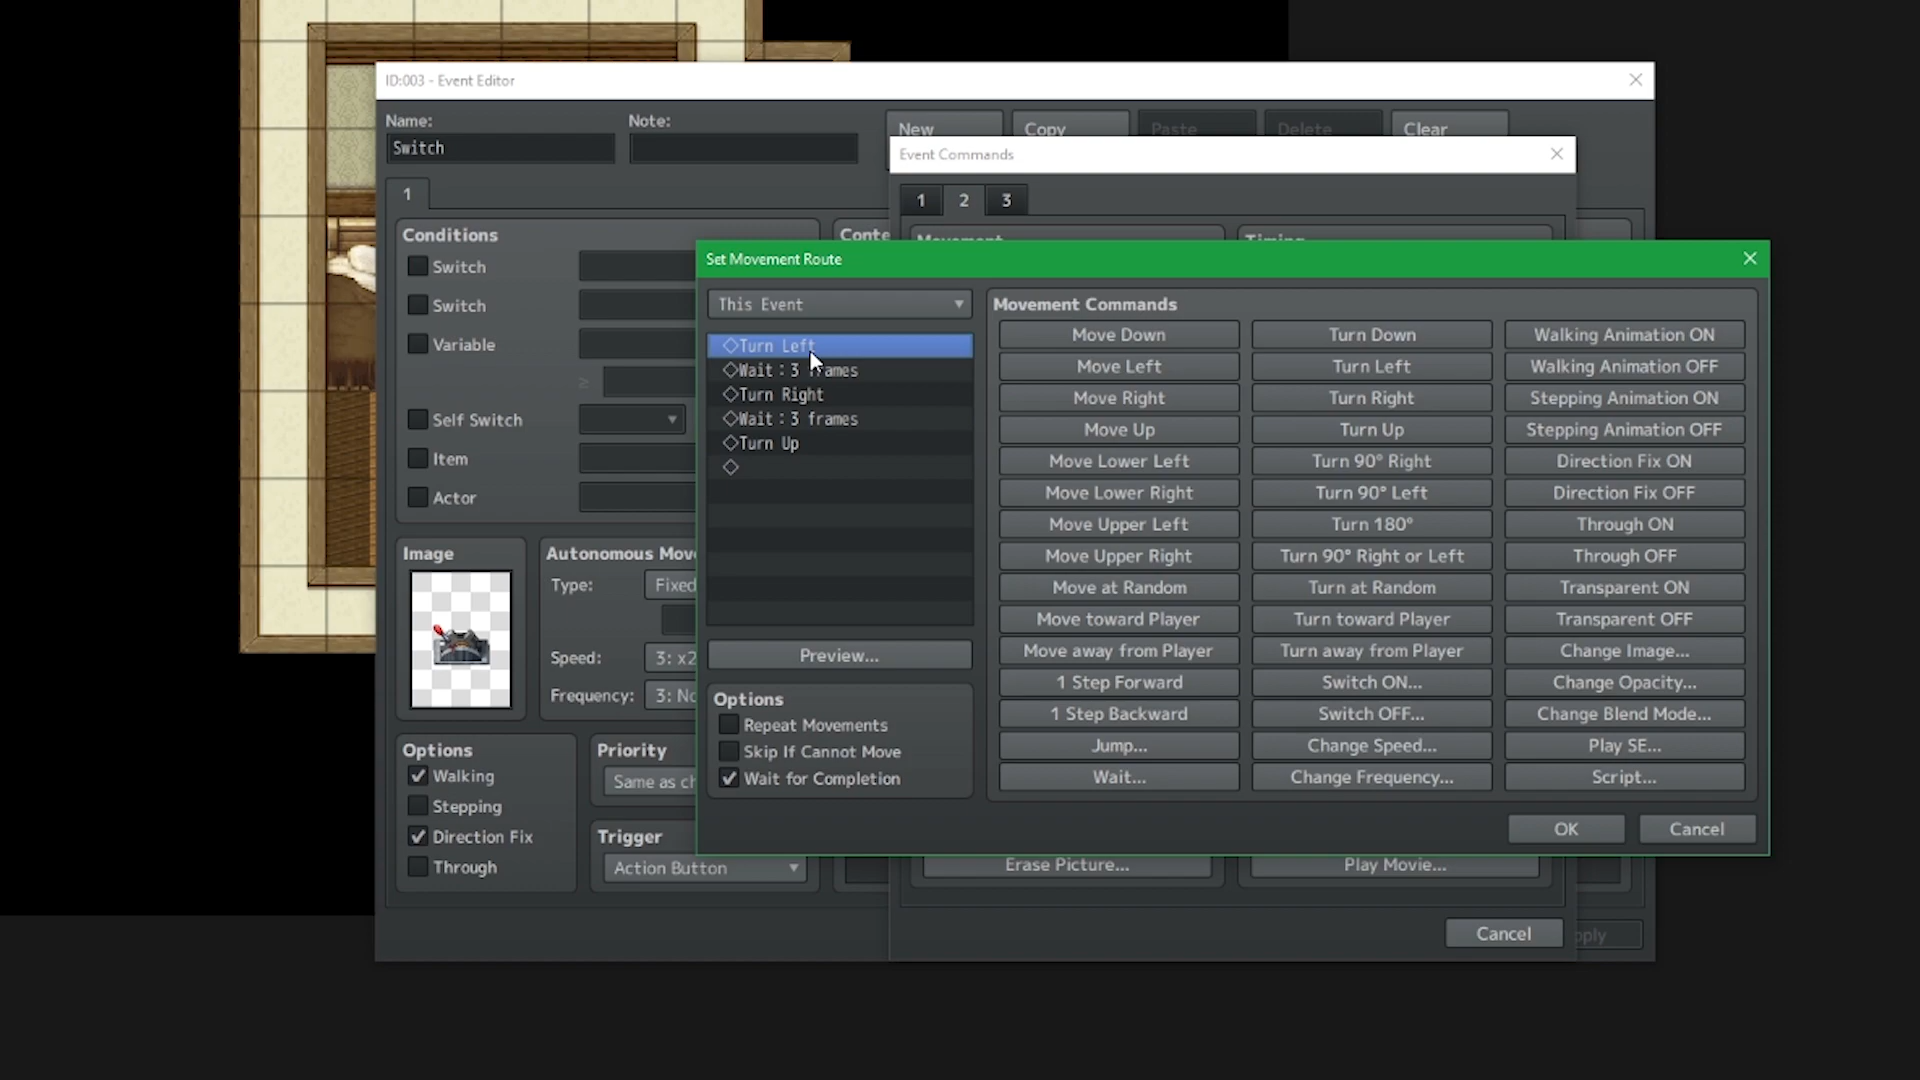 ID:003 - Event Editor
Name:
Note:
Switch
New
Copy
Paste
Delete
Clear
1
Event Commands
1
2
3
Conditions
Switch
Switch
Variable
≥
Self Switch
Item
Actor
Image
Autonomous Mov
Type:
Fixed
Speed:
3: x2
Frequency:
3: No
Options
Walking
Stepping
Direction Fix
Through
Priority
Same as ch
Trigger
Action Button
Set Movement Route
This Event
◇Turn Left
◇Wait：3 frames
◇Turn Right
◇Wait：3 frames
◇Turn Up
◇
Preview...
Options
Repeat Movements
Skip If Cannot Move
Wait for Completion
Movement Commands
Move Down
Move Left
Move Right
Move Up
Move Lower Left
Move Lower Right
Move Upper Left
Move Upper Right
Move at Random
Move toward Player
Move away from Player
1 Step Forward
1 Step Backward
Jump...
Wait...
Turn Down
Turn Left
Turn Right
Turn Up
Turn 90° Right
Turn 90° Left
Turn 180°
Turn 90° Right or Left
Turn at Random
Turn toward Player
Turn away from Player
Switch ON...
Switch OFF...
Change Speed...
Change Frequency...
Walking Animation ON
Walking Animation OFF
Stepping Animation ON
Stepping Animation OFF
Direction Fix ON
Direction Fix OFF
Through ON
Through OFF
Transparent ON
Transparent OFF
Change Image...
Change Opacity...
Change Blend Mode...
Play SE...
Script...
OK
Cancel
Erase Picture...
Play Movie...
Cancel